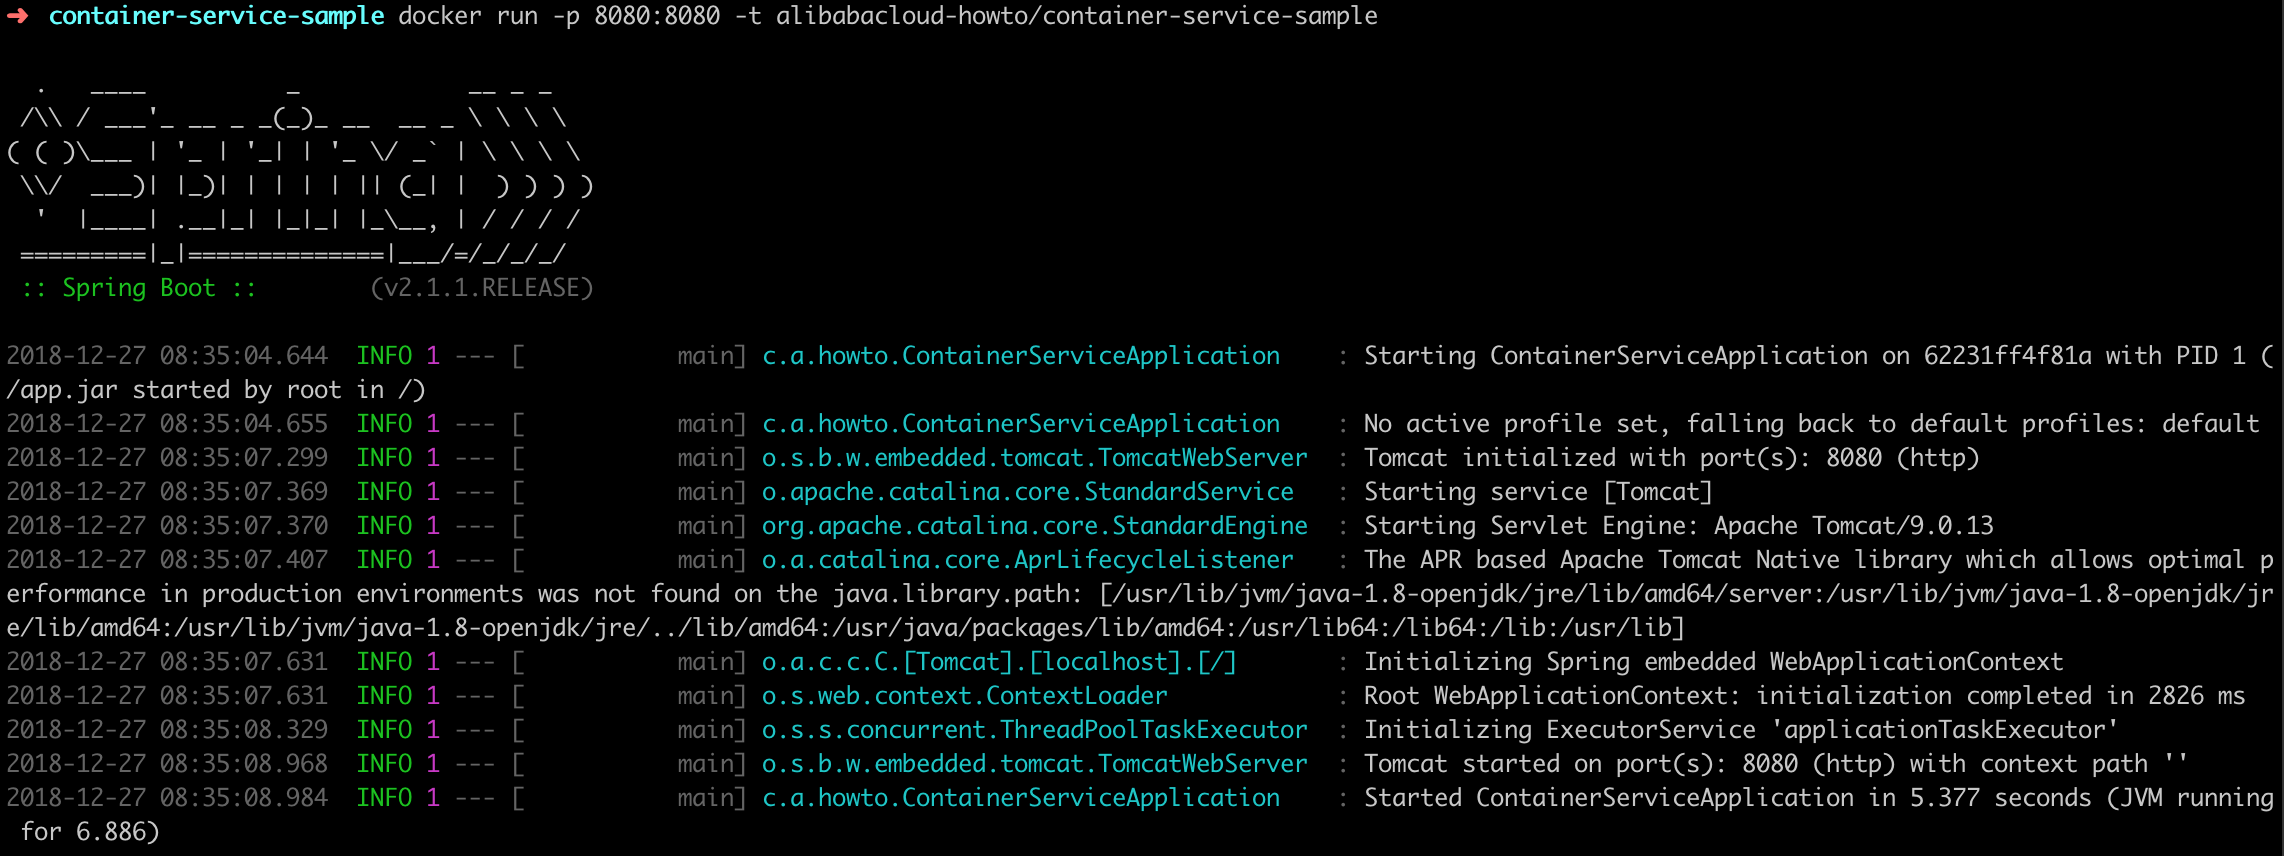 ➜  container-service-sample docker run -p 8080:8080 -t alibabacloud-howto/container-service-sample

  .   ____          _            __ _ _
 /\\ / ___'_ __ _ _(_)_ __  __ _ \ \ \ \
( ( )\___ | '_ | '_| | '_ \/ _` | \ \ \ \
 \\/  ___)| |_)| | | | | || (_| |  ) ) ) )
  '  |____| .__|_| |_|_| |_\__, | / / / /
 =========|_|==============|___/=/_/_/_/
 :: Spring Boot ::        (v2.1.1.RELEASE)

2018-12-27 08:35:04.644  INFO 1 --- [           main] c.a.howto.ContainerServiceApplication    : Starting ContainerServiceApplication on 62231ff4f81a with PID 1 (
/app.jar started by root in /)
2018-12-27 08:35:04.655  INFO 1 --- [           main] c.a.howto.ContainerServiceApplication    : No active profile set, falling back to default profiles: default
2018-12-27 08:35:07.299  INFO 1 --- [           main] o.s.b.w.embedded.tomcat.TomcatWebServer  : Tomcat initialized with port(s): 8080 (http)
2018-12-27 08:35:07.369  INFO 1 --- [           main] o.apache.catalina.core.StandardService   : Starting service [Tomcat]
2018-12-27 08:35:07.370  INFO 1 --- [           main] org.apache.catalina.core.StandardEngine  : Starting Servlet Engine: Apache Tomcat/9.0.13
2018-12-27 08:35:07.407  INFO 1 --- [           main] o.a.catalina.core.AprLifecycleListener   : The APR based Apache Tomcat Native library which allows optimal p
erformance in production environments was not found on the java.library.path: [/usr/lib/jvm/java-1.8-openjdk/jre/lib/amd64/server:/usr/lib/jvm/java-1.8-openjdk/jr
e/lib/amd64:/usr/lib/jvm/java-1.8-openjdk/jre/../lib/amd64:/usr/java/packages/lib/amd64:/usr/lib64:/lib64:/lib:/usr/lib]
2018-12-27 08:35:07.631  INFO 1 --- [           main] o.a.c.c.C.[Tomcat].[localhost].[/]       : Initializing Spring embedded WebApplicationContext
2018-12-27 08:35:07.631  INFO 1 --- [           main] o.s.web.context.ContextLoader            : Root WebApplicationContext: initialization completed in 2826 ms
2018-12-27 08:35:08.329  INFO 1 --- [           main] o.s.s.concurrent.ThreadPoolTaskExecutor  : Initializing ExecutorService 'applicationTaskExecutor'
2018-12-27 08:35:08.968  INFO 1 --- [           main] o.s.b.w.embedded.tomcat.TomcatWebServer  : Tomcat started on port(s): 8080 (http) with context path ''
2018-12-27 08:35:08.984  INFO 1 --- [           main] c.a.howto.ContainerServiceApplication    : Started ContainerServiceApplication in 5.377 seconds (JVM running
 for 6.886)